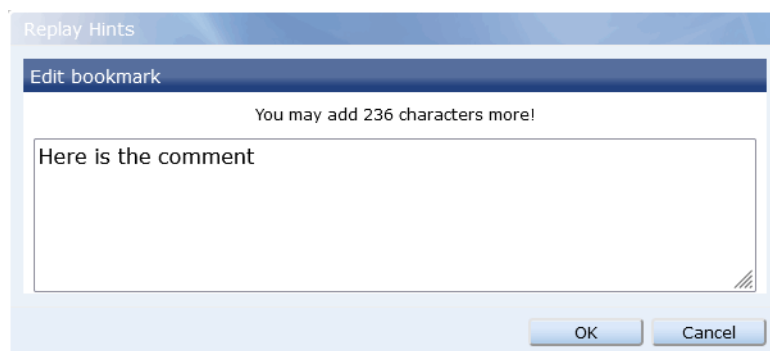 Replay Hints
Edit bookmark
You may add 236 characters more!
Here is the comment
OK Cancel